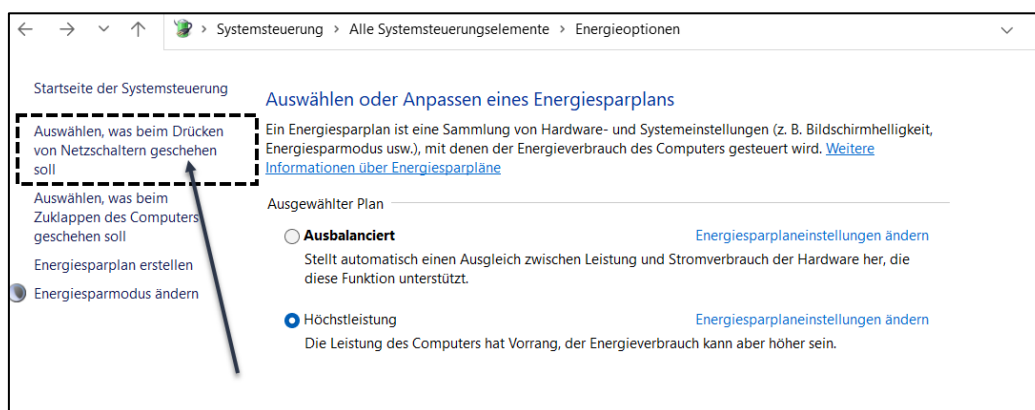 Systemsteuerung > Alle Systemsteuerungselemente > Energieoptionen
Startseite der Systemsteuerung
Auswählen, was beim Drücken
von Netzschaltern geschehen
soll
Auswählen, was beim
Zuklappen des Computers
geschehen soll
Energiesparplan erstellen
Energiesparmodus ändern
Auswählen oder Anpassen eines Energiesparplans
Ein Energiesparplan ist eine Sammlung von Hardware- und Systemeinstellungen (z. B. Bildschirmhelligkeit,
Energiesparmodus usw.), mit denen der Energieverbrauch des Computers gesteuert wird. Weitere
Informationen über Energiesparpläne
Ausgewählter Plan
Ausbalanciert Energiesparplaneinstellungen ändern
Stellt automatisch einen Ausgleich zwischen Leistung und Stromverbrauch der Hardware her, die
diese Funktion unterstützt.
Höchstleistung Energiesparplaneinstellungen ändern
Die Leistung des Computers hat Vorrang, der Energieverbrauch kann aber höher sein.